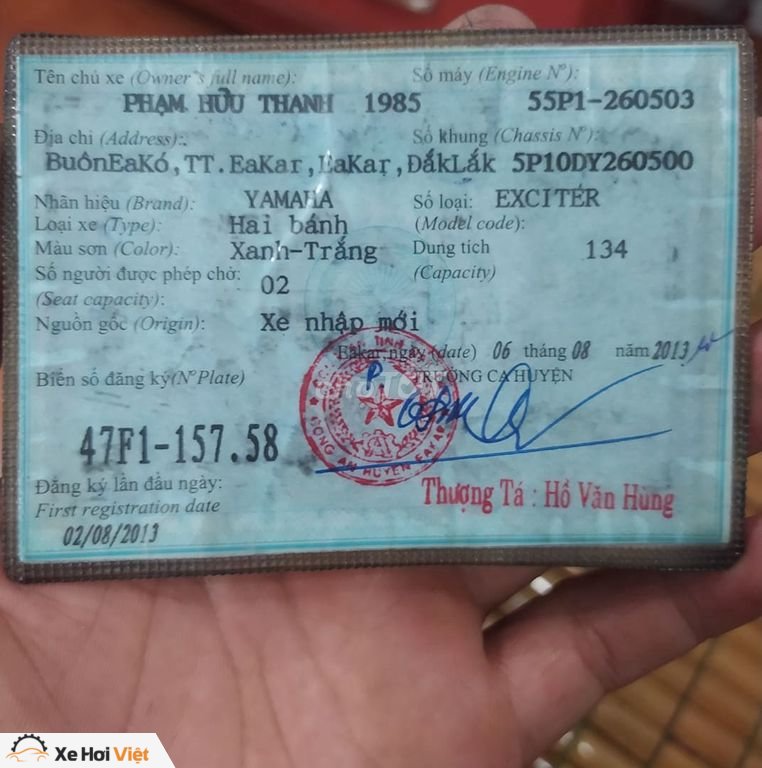 Tên chủ xe (Owner's full name): Số máy (Engine Nº):
PHẠM HỮU THANH 1985 55P1-260503
Địa chỉ (Address): Số khung (Chassis Nº):
BuônEaKó, TT.EaKar, EaKar, ĐắkLắk 5P10DY260500
Nhãn hiệu (Brand): YAMAHA Số loại: EXCITER
Loại xe (Type): Hai bánh (Model code):
Màu sơn (Color): Xanh-Trắng Dung tích 134
Số người được phép chở: 02 (Capacity)
(Seat capacity):
Nguồn gốc (Origin): Xe nhập mới
Eakar, ngày (date) 06 tháng 08 năm 2013
Biển số đăng ký(Nº Plate) TRƯỞNG CA HUYỆN
47F1-157.58
Đăng ký lần đầu ngày:
First registration date
02/08/2013
Thượng Tá : Hồ Văn Hùng
Xe Hơi Việt